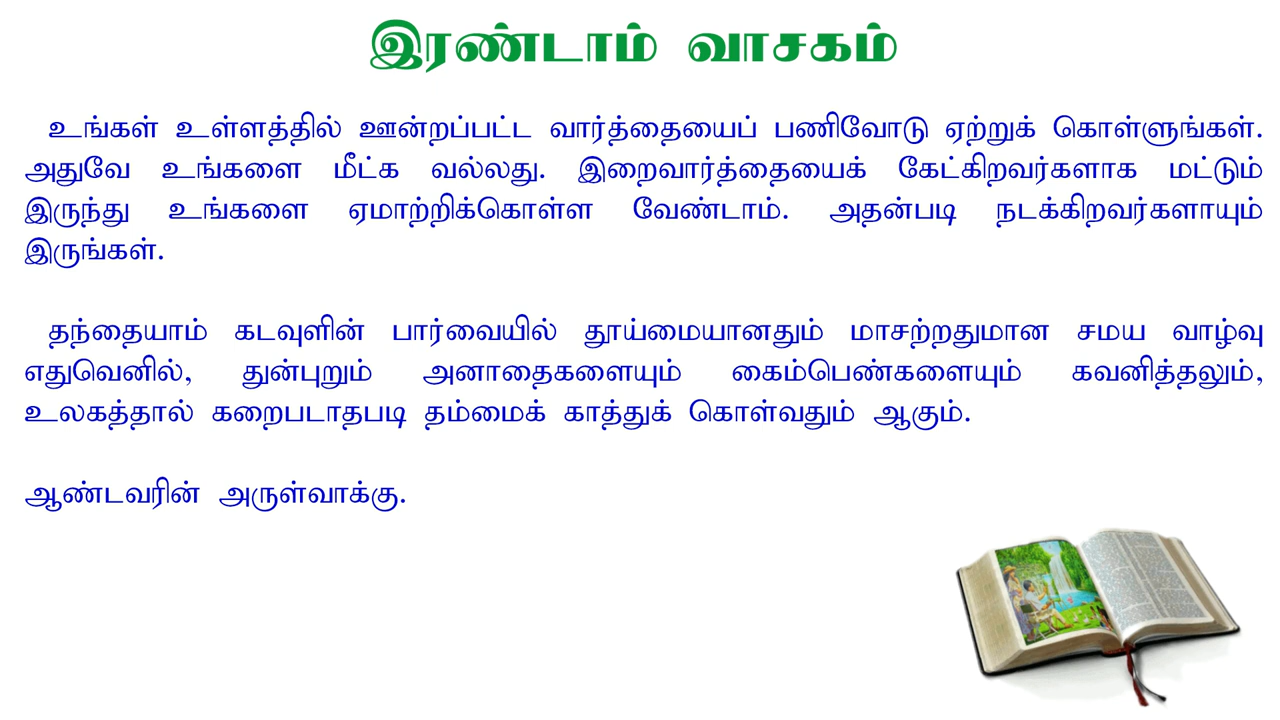 இரண்டாம் வாசகம்
உங்கள் உள்ளத்தில் ஊன்றப்பட்ட வார்த்தையைப் பணிவோடு ஏற்றுக் கொள்ளுங்கள்.
அதுவே உங்களை மீட்க வல்லது. இறைவார்த்தையைக் கேட்கிறவர்களாக மட்டும்
இருந்து உங்களை ஏமாற்றிக்கொள்ள வேண்டாம். அதன்படி நடக்கிறவர்களாயும்
இருங்கள்.
தந்தையாம் கடவுளின் பார்வையில் தூய்மையானதும் மாசற்றதுமான சமய வாழ்வு
எதுவெனில், துன்புறும் அனாதைகளையும் கைம்பெண்களையும் கவனித்தலும்,
உலகத்தால் கறைபடாதபடி தம்மைக் காத்துக் கொள்வதும் ஆகும்.
ஆண்டவரின் அருள்வாக்கு.